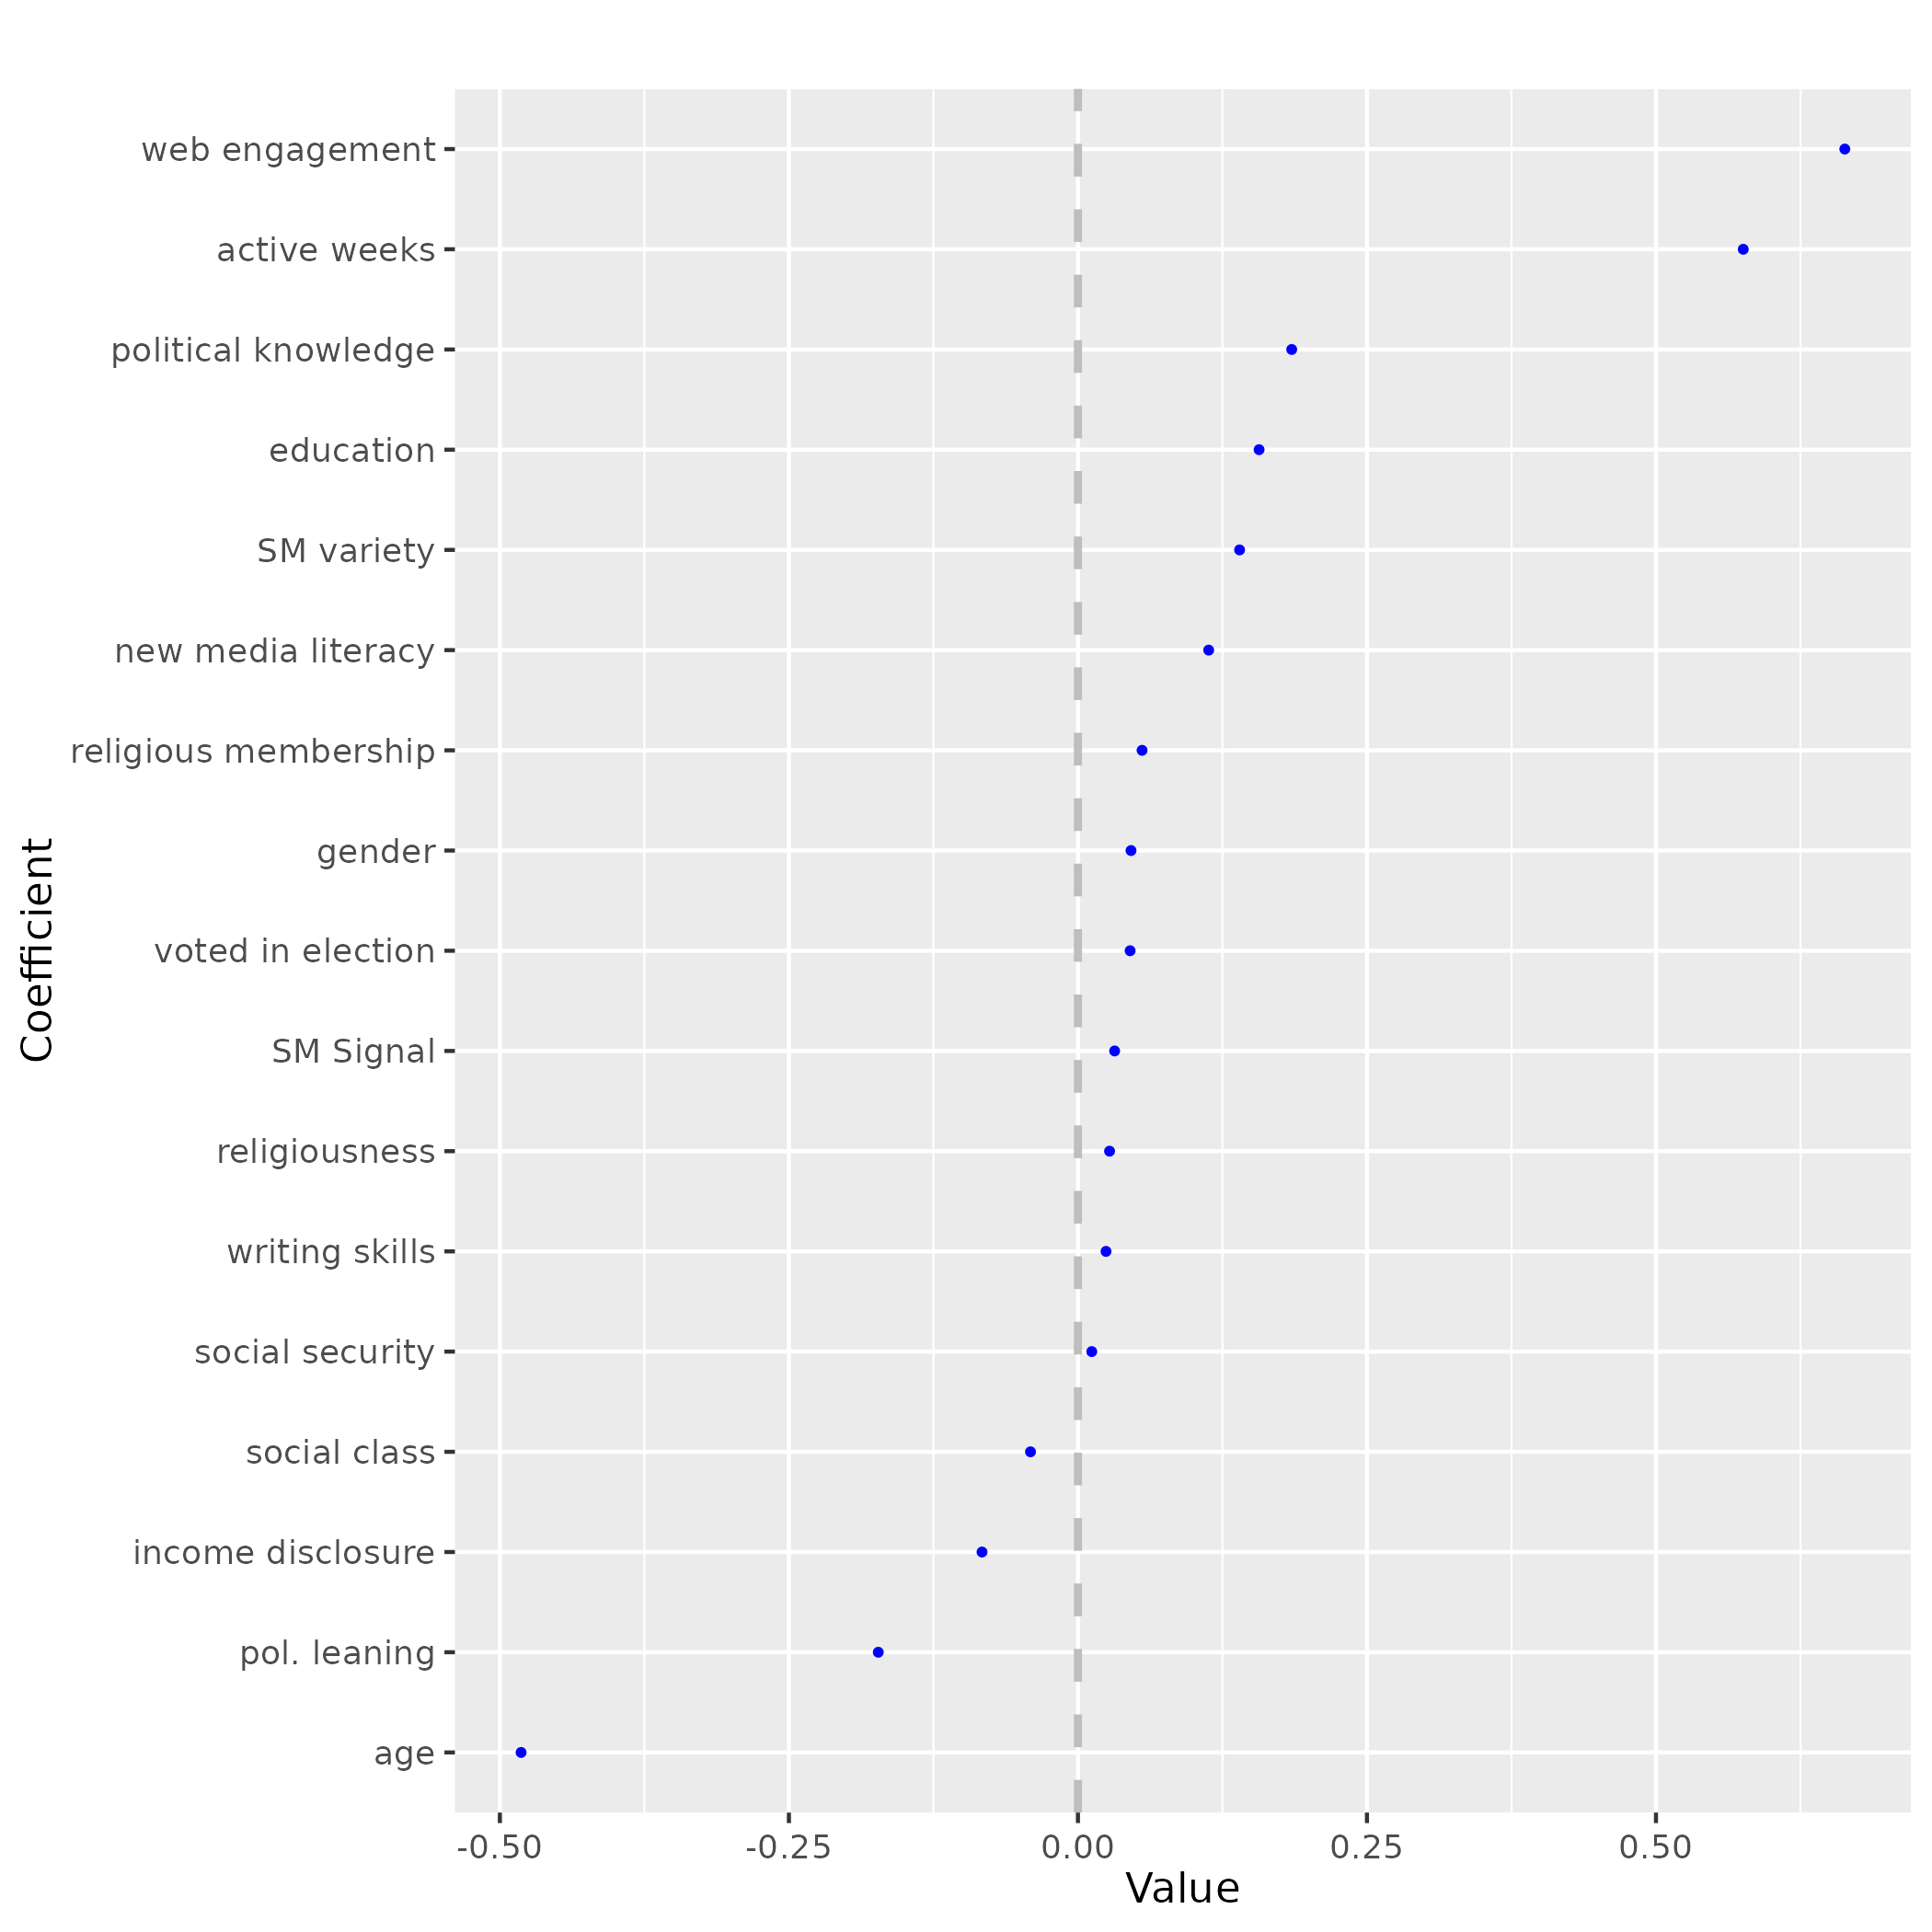 web engagement
active weeks
political knowledge
education
SM variety
new media literacy
religious membership
gender
voted in election
SM Signal
religiousness
writing skills
social security
social class
income disclosure
pol. leaning
age
Coefficient
-0.50 -0.25 0.00 0.25 0.50
Value